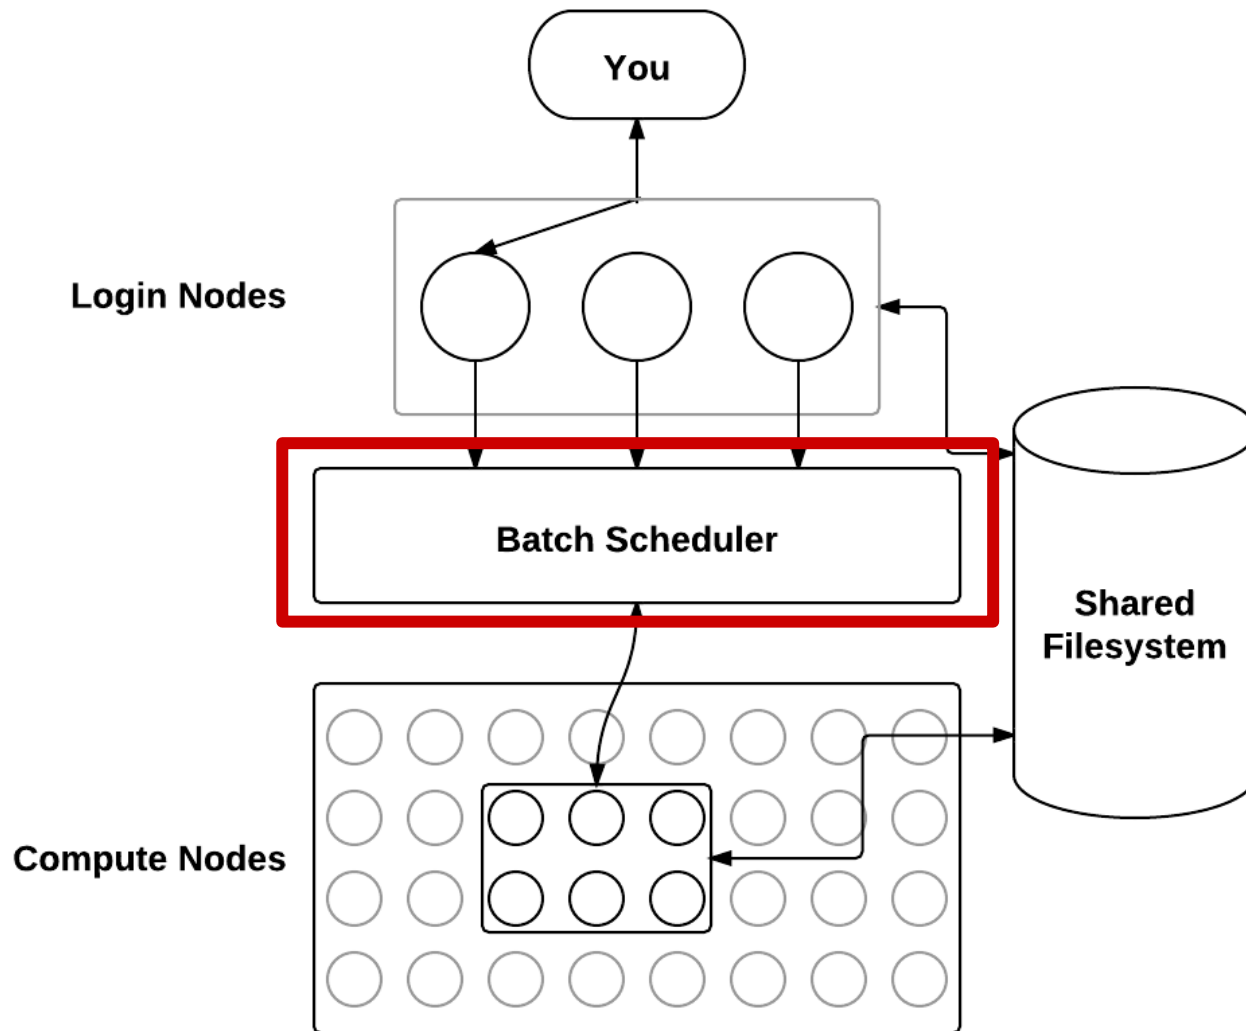 You
Login Nodes
Batch Scheduler
Shared
Filesystem
Compute Nodes